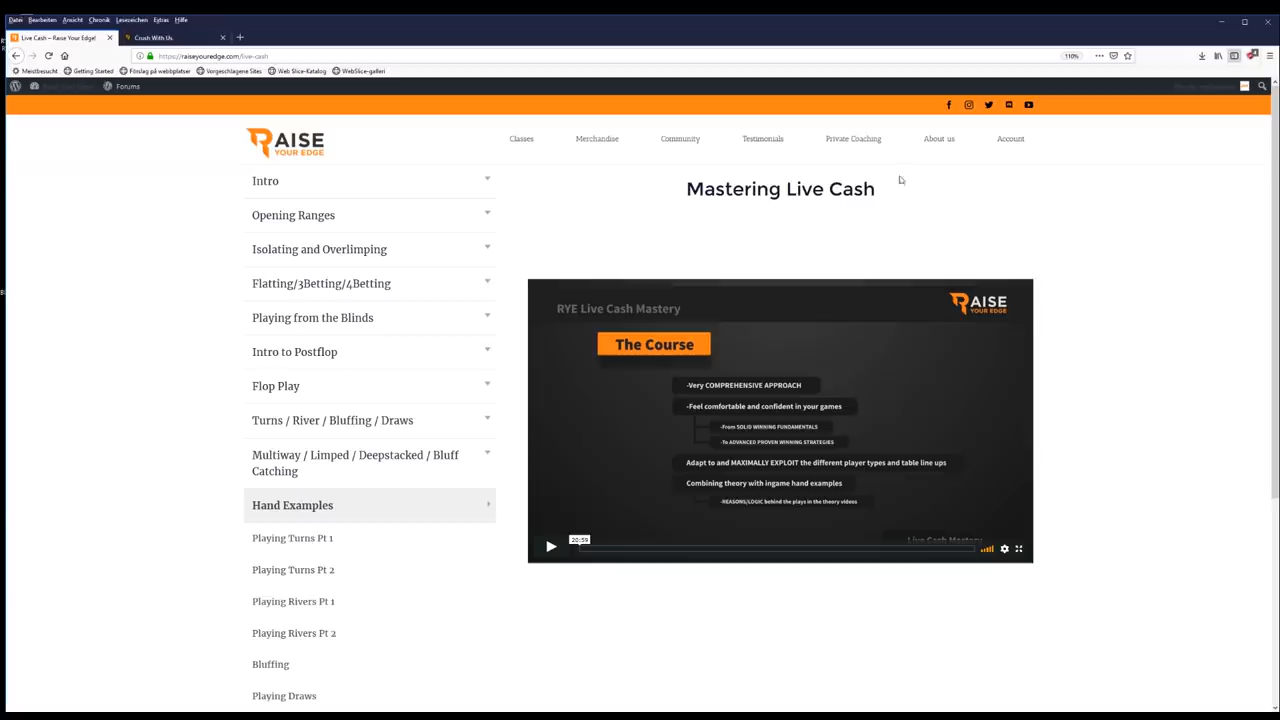 Datei Bearbeiten Ansicht Chronik Lesezeichen Extras Hilfe
Live Cash – Raise Your Edge! Crush With Us.
https://raiseyouredge.com/live-cash 110%
Meistbesucht Getting Started Förslag på webbplatser Vorgeschlagene Sites Web Slice-Katalog WebSlice-galleri
Forums
RAISE
YOUR EDGE
Classes Merchandise Community Testimonials Private Coaching About us Account
Intro
Opening Ranges
Isolating and Overlimping
Flatting/3Betting/4Betting
Playing from the Blinds
Intro to Postflop
Flop Play
Turns / River / Bluffing / Draws
Multiway / Limped / Deepstacked / Bluff
Catching
Hand Examples
Playing Turns Pt 1
Playing Turns Pt 2
Playing Rivers Pt 1
Playing Rivers Pt 2
Bluffing
Playing Draws
Mastering Live Cash
RYE Live Cash Mastery
RAISE
YOUR EDGE
The Course
-Very COMPREHENSIVE APPROACH
-Feel comfortable and confident in your games
-From SOLID WINNING FUNDAMENTALS
-To ADVANCED PROVEN WINNING STRATEGIES
Adapt to and MAXIMALLY EXPLOIT the different player types and table line ups
Combining theory with ingame hand examples
-REASONS/LOGIC behind the plays in the theory videos
Live Cash Mastery
20:59